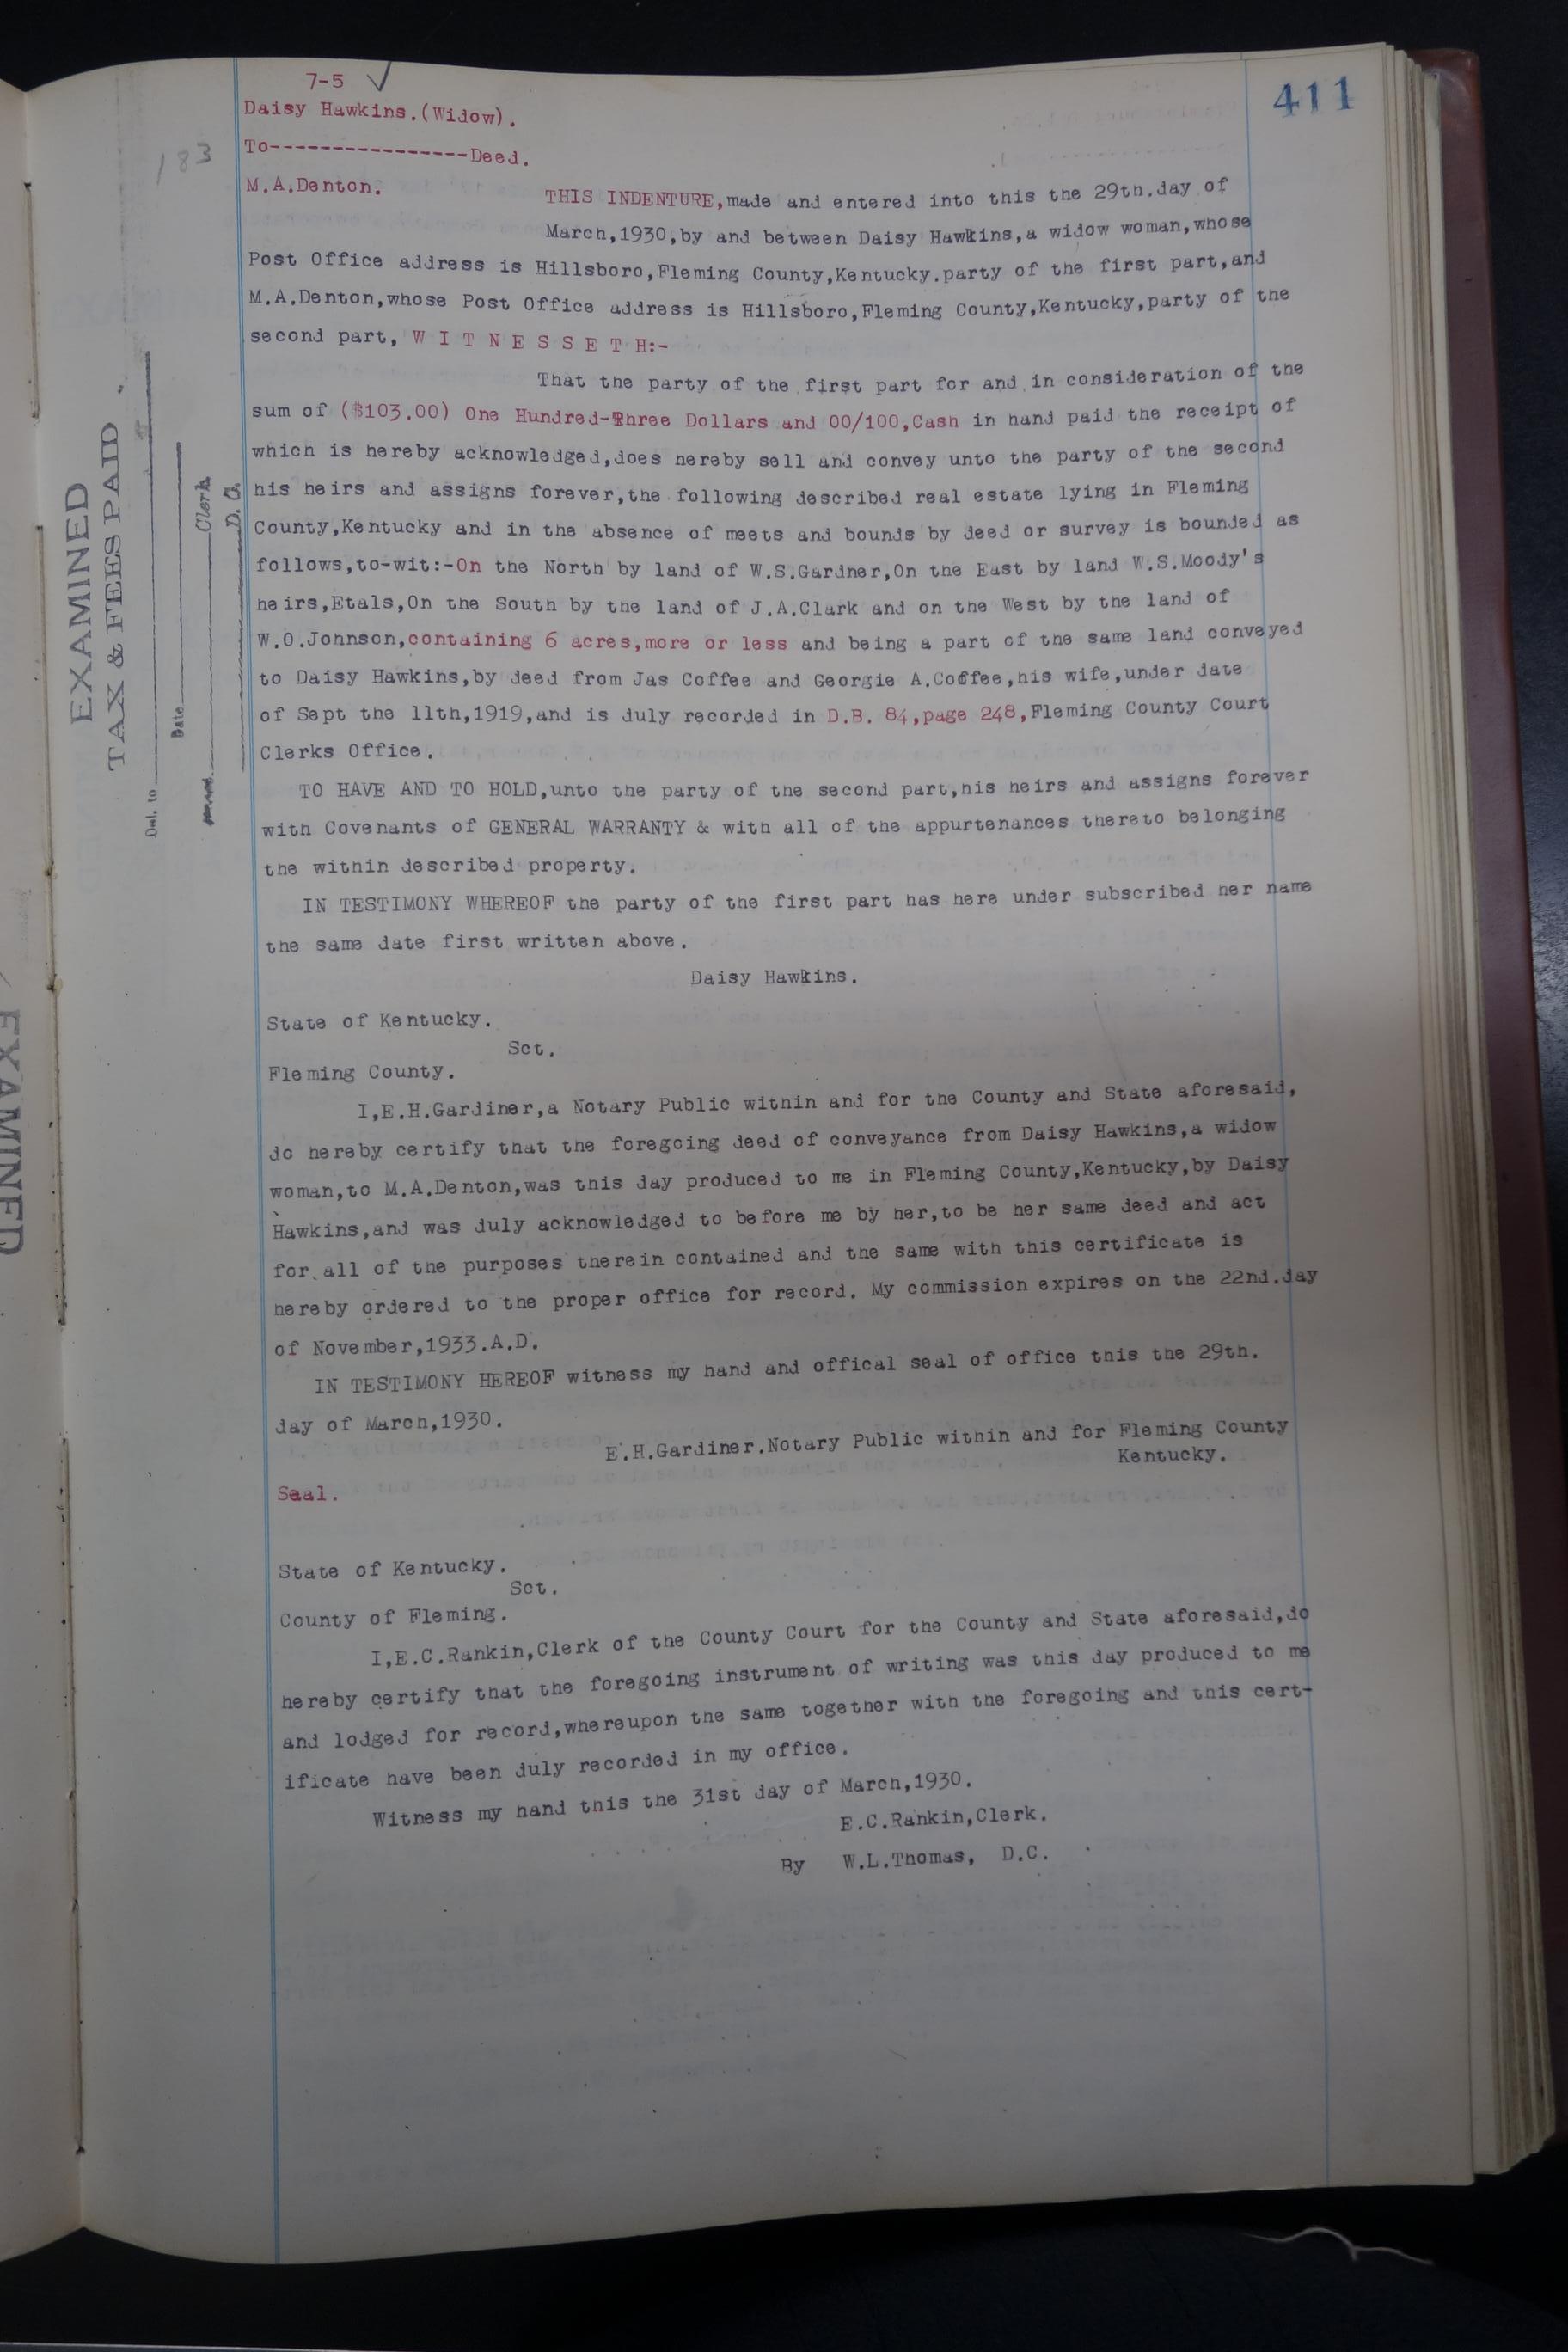 7-5 ✓
411
Daisy Hawkins.(Widow).
To----------------Deed.
183
M.A.Denton.
THIS INDENTURE,made and entered into this the 29th.day of
March,1930,by and between Daisy Hawkins,a widow woman,whose
Post Office address is Hillsboro,Fleming County,Kentucky.party of the first part,and
M.A.Denton,whose Post Office address is Hillsboro,Fleming County,Kentucky,party of the
second part, W I T N E S S E T H:-
That the party of the first part for and in consideration of the
sum of ($103.00) One Hundred-Three Dollars and 00/100,Cash in hand paid the receipt of
which is hereby acknowledged,does hereby sell and convey unto the party of the second
his heirs and assigns forever,the following described real estate lying in Fleming
County,Kentucky and in the absence of meets and bounds by deed or survey is bounded as
follows,to-wit:-On the North by land of W.S.Gardner,On the East by land W.S.Moody's
heirs,Etals,On the South by the land of J.A.Clark and on the West by the land of
W.O.Johnson,containing 6 acres,more or less and being a part of the same land conveyed
to Daisy Hawkins,by deed from Jas Coffee and Georgie A.Coffee,his wife,under date
of Sept the 11th,1919,and is duly recorded in D.B. 84,page 248,Fleming County Court
Clerks Office.
TO HAVE AND TO HOLD,unto the party of the second part,his heirs and assigns forever
with Covenants of GENERAL WARRANTY & with all of the appurtenances thereto belonging
the within described property.
IN TESTIMONY WHEREOF the party of the first part has here under subscribed her name
the same date first written above.
Daisy Hawkins.
State of Kentucky.
Sct.
Fleming County.
I,E.H.Gardiner,a Notary Public within and for the County and State aforesaid,
do hereby certify that the foregoing deed of conveyance from Daisy Hawkins,a widow
woman,to M.A.Denton,was this day produced to me in Fleming County,Kentucky,by Daisy
Hawkins,and was duly acknowledged to before me by her,to be her same deed and act
for all of the purposes therein contained and the same with this certificate is
hereby ordered to the proper office for record. My commission expires on the 22nd.day
of November,1933.A.D.
IN TESTIMONY HEREOF witness my hand and offical seal of office this the 29th.
day of March,1930.
E.H.Gardiner.Notary Public within and for Fleming County
Kentucky.
Seal.
State of Kentucky.
Sct.
County of Fleming.
I,E.C.Rankin,Clerk of the County Court for the County and State aforesaid,do
hereby certify that the foregoing instrument of writing was this day produced to me
and lodged for record,whereupon the same together with the foregoing and this cert-
ificate have been duly recorded in my office.
Witness my hand this the 31st day of March,1930.
E.C.Rankin,Clerk.
By W.L.Thomas, D.C.
EXAMINED
TAX & FEES PAID
Del. to
Date
Clerk
D.C.
EXAMINED